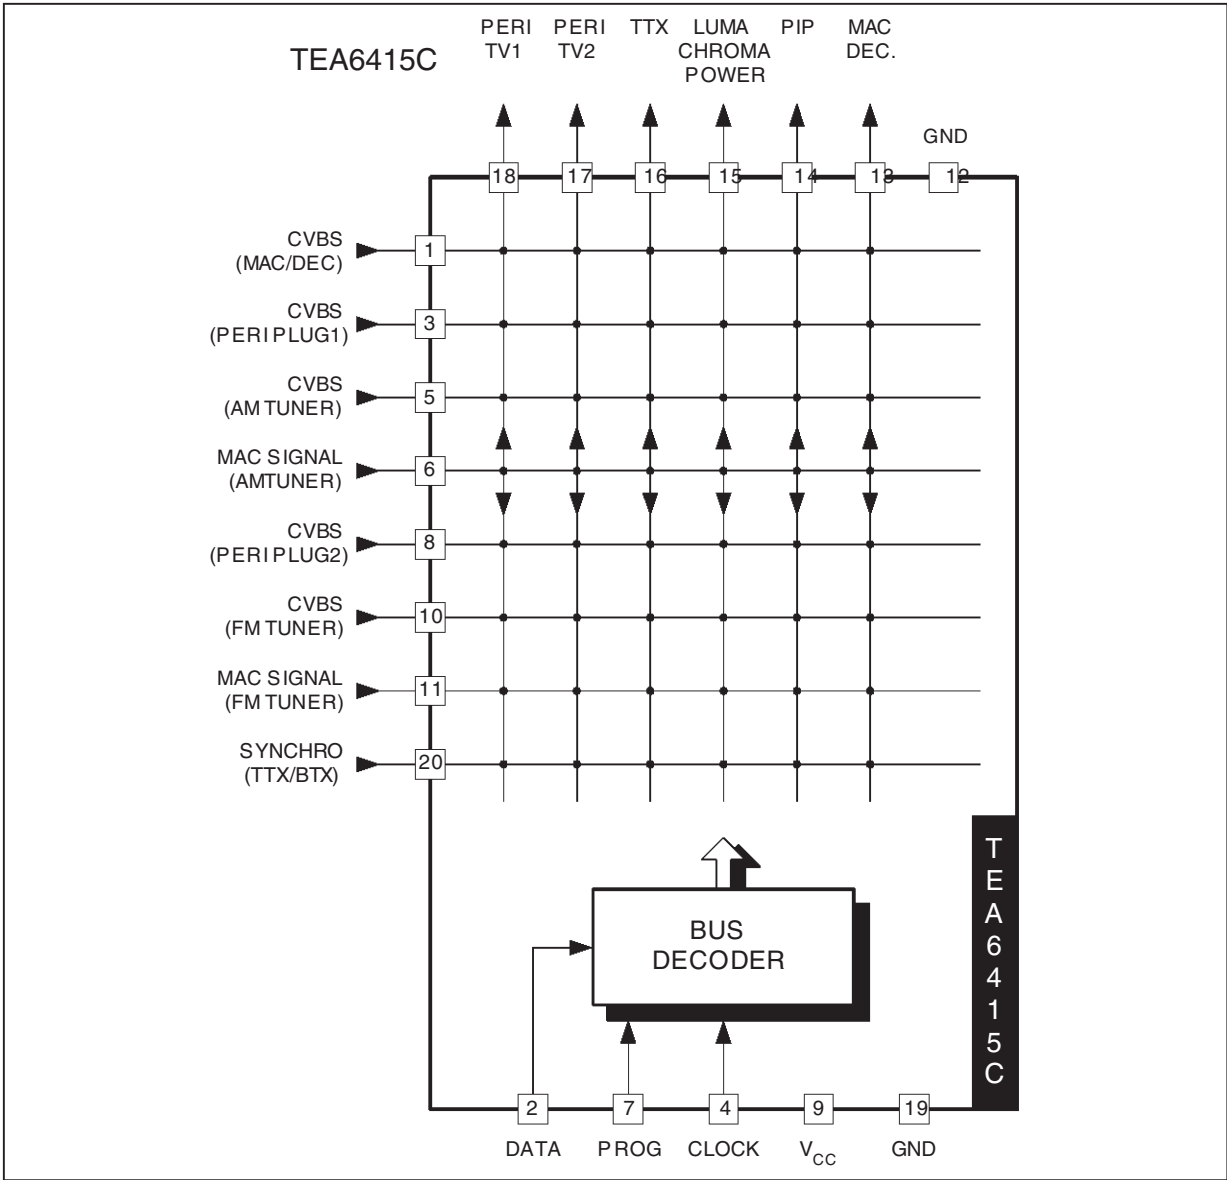 TEA6415C
PERI
TV1
PERI
TV2
TTX
LUMA
CHROMA
POWER
PIP
MAC
DEC.
GND
18
17
16
15
14
13
12
CVBS
(MAC/DEC)
1
CVBS
(PERIPLUG1)
3
CVBS
(AM TUNER)
5
MAC SIGNAL
(AMTUNER)
6
CVBS
(PERIPLUG2)
8
CVBS
(FM TUNER)
10
MAC SIGNAL
(FM TUNER)
11
SYNCHRO
(TTX/BTX)
20
BUS
DECODER
TEA6415C
2
7
4
9
19
DATA
PROG
CLOCK
VCC
GND